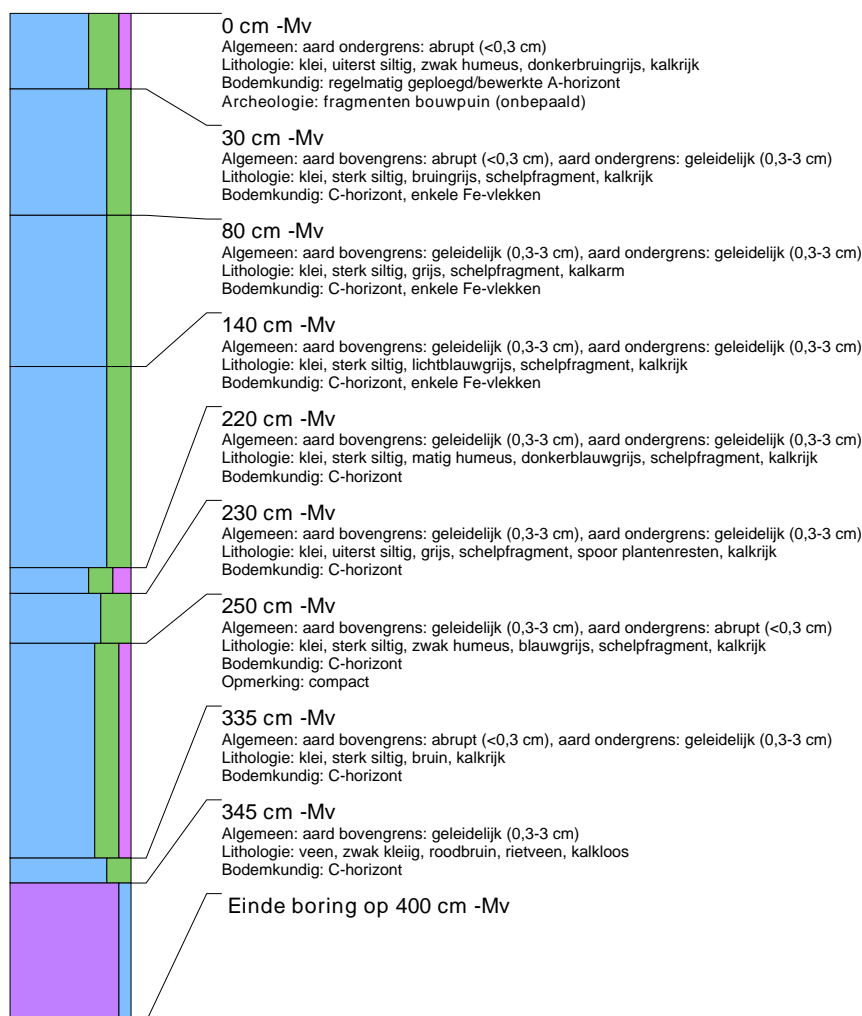 0 cm -Mv
Algemeen: aard ondergrens: abrupt (<0,3 cm)
Lithologie: klei, uiterst siltig, zwak humeus, donkerbruingrijs, kalkrijk
Bodemkundig: regelmatig geploegd/bewerkte A-horizont
Archeologie: fragmenten bouwpuin (onbepaald)
30 cm -Mv
Algemeen: aard bovengrens: abrupt (<0,3 cm), aard ondergrens: geleidelijk (0,3-3 cm)
Lithologie: klei, sterk siltig, bruingrijs, schelpfragment, kalkrijk
Bodemkundig: C-horizont, enkele Fe-vlekken
80 cm -Mv
Algemeen: aard bovengrens: geleidelijk (0,3-3 cm), aard ondergrens: geleidelijk (0,3-3 cm)
Lithologie: klei, sterk siltig, grijs, schelpfragment, kalkarm
Bodemkundig: C-horizont, enkele Fe-vlekken
140 cm -Mv
Algemeen: aard bovengrens: geleidelijk (0,3-3 cm), aard ondergrens: geleidelijk (0,3-3 cm)
Lithologie: klei, sterk siltig, lichtblauwgrijs, schelpfragment, kalkrijk
Bodemkundig: C-horizont, enkele Fe-vlekken
220 cm -Mv
Algemeen: aard bovengrens: geleidelijk (0,3-3 cm), aard ondergrens: geleidelijk (0,3-3 cm)
Lithologie: klei, sterk siltig, matig humeus, donkerblauwgrijs, schelpfragment, kalkrijk
Bodemkundig: C-horizont
230 cm -Mv
Algemeen: aard bovengrens: geleidelijk (0,3-3 cm), aard ondergrens: geleidelijk (0,3-3 cm)
Lithologie: klei, uiterst siltig, grijs, schelpfragment, spoor plantenresten, kalkrijk
Bodemkundig: C-horizont
250 cm -Mv
Algemeen: aard bovengrens: geleidelijk (0,3-3 cm), aard ondergrens: abrupt (<0,3 cm)
Lithologie: klei, sterk siltig, zwak humeus, blauwgrijs, schelpfragment, kalkrijk
Bodemkundig: C-horizont
Opmerking: compact
335 cm -Mv
Algemeen: aard bovengrens: abrupt (<0,3 cm), aard ondergrens: geleidelijk (0,3-3 cm)
Lithologie: klei, sterk siltig, bruin, kalkrijk
Bodemkundig: C-horizont
345 cm -Mv
Algemeen: aard bovengrens: geleidelijk (0,3-3 cm)
Lithologie: veen, zwak kleiig, roodbruin, rietveen, kalkloos
Bodemkundig: C-horizont
Einde boring op 400 cm -Mv